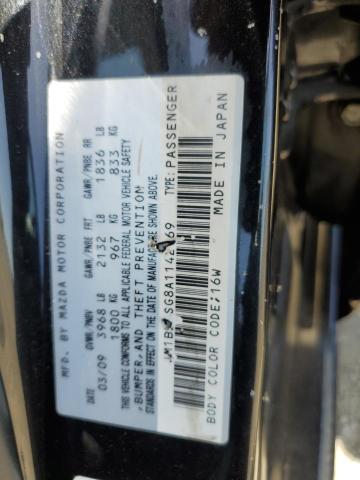 MFD. BY MAZDA MOTOR CORPORATION
GVWR/PNBV GAWR/PNBE FRT GAWR/PNBE RR
03/09 3968 LB 2132 LB 1836 LB
1800 KG 967 KG 833 KG
THIS VEHICLE CONFORMS TO ALL APPLICABLE FEDERAL MOTOR VEHICLE SAFETY
,BUMPER,AND THEFT PREVENTION
STANDARDS IN EFFECT ON THE DATE OF MANUFACTURE SHOWN ABOVE.
TYPE:PASSENGER
BODY COLOR CODE;16W MADE IN JAPAN